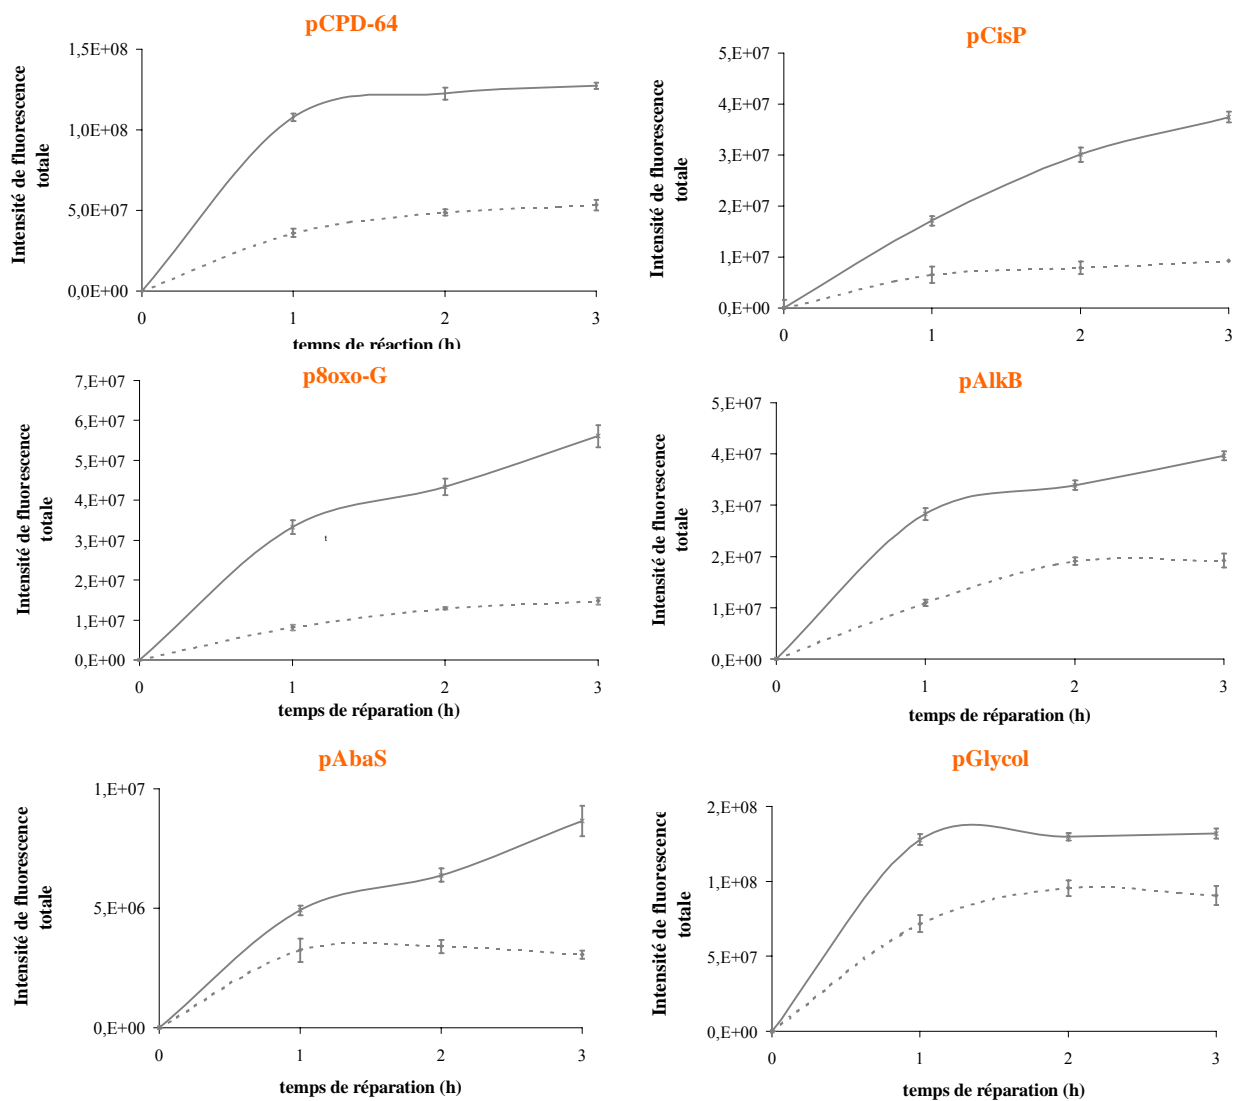 pCPD-64
Intensité de fluorescence
totale
1,5E+08
1,0E+08
5,0E+07
0,0E+00
0 1 2 3
temps de réaction (h)
pCisP
Intensité de fluorescence
totale
5,E+07
4,E+07
3,E+07
2,E+07
1,E+07
0,E+00
0 1 2 3
p8oxo-G
Intensité de fluorescence
totale
7,E+07
6,E+07
5,E+07
4,E+07
3,E+07
2,E+07
1,E+07
0,E+00
t
0 1 2 3
temps de réparation (h)
pAlkB
Intensité de fluorescence
totale
5,E+07
4,E+07
3,E+07
2,E+07
1,E+07
0,E+00
0 1 2 3
temps de réparation (h)
pAbaS
Intensité de fluorescence
totale
1,E+07
5,E+06
0,E+00
0 1 2 3
temps de réparation (h)
pGlycol
Intensité de fluorescence
totale
2,E+08
1,E+08
5,E+07
0,E+00
0 1 2 3
temps de réparation (h)